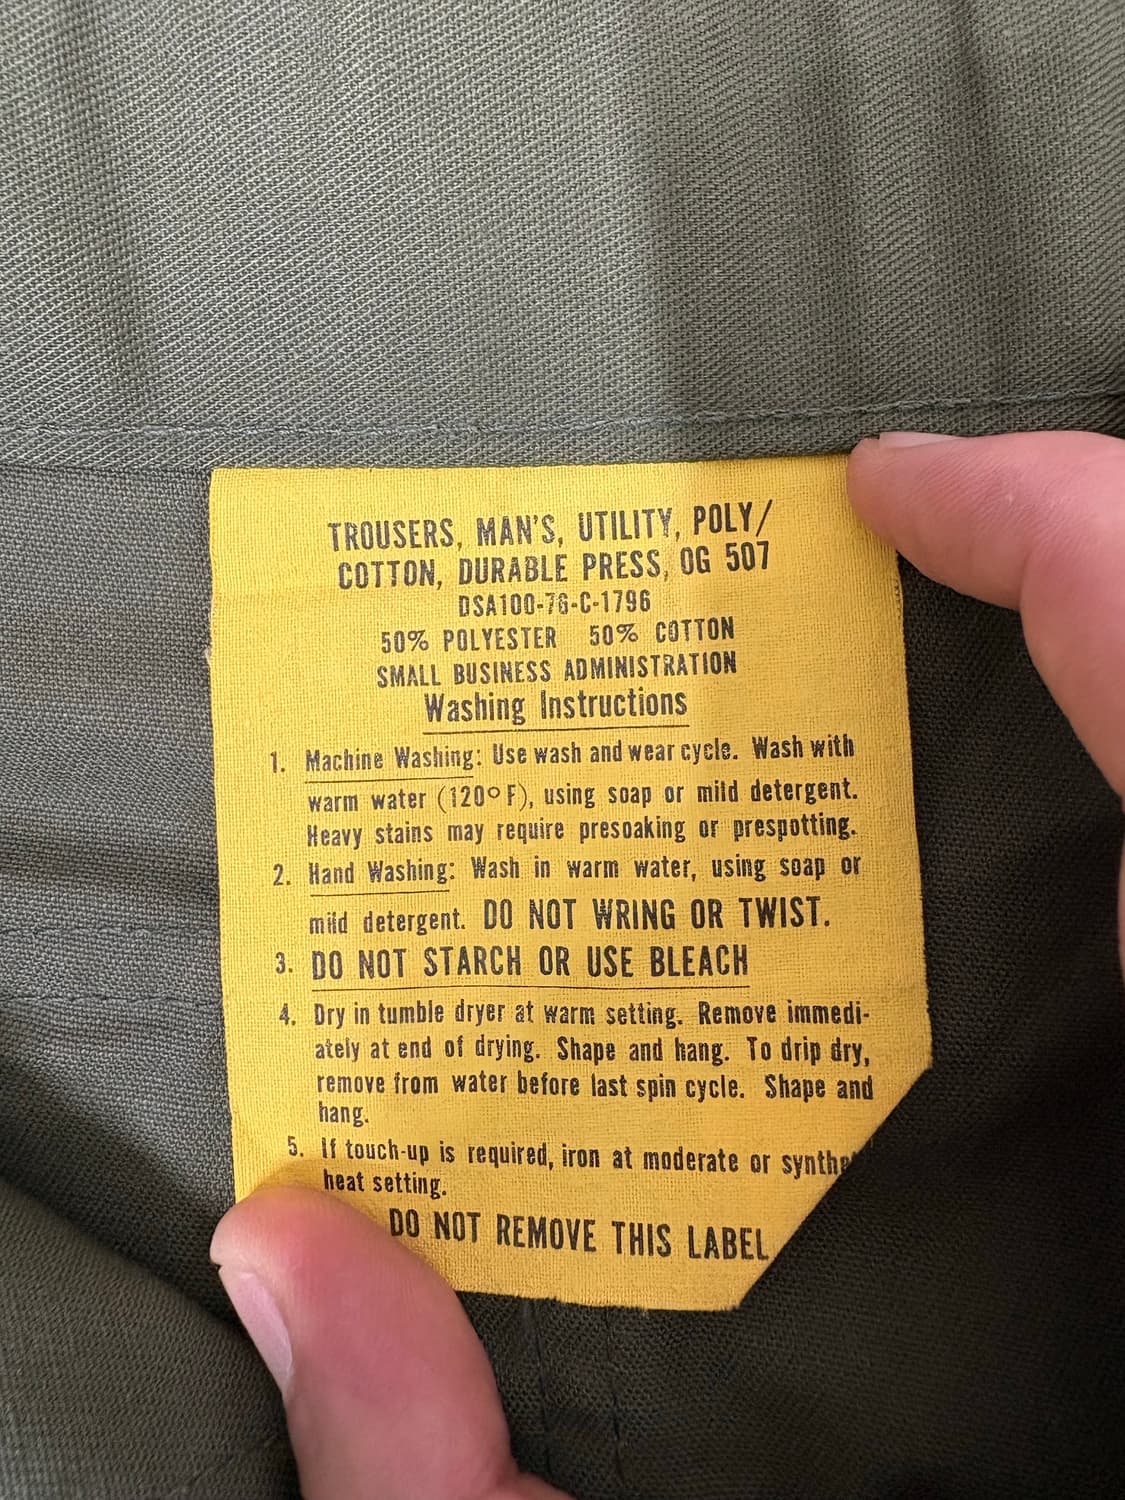 TROUSERS, MAN'S, UTILITY, POLY/
COTTON, DURABLE PRESS, OG 507
DSA100-76-C-1796
50% POLYESTER 50% COTTON
SMALL BUSINESS ADMINISTRATION
Washing Instructions
1. Machine Washing: Use wash and wear cycle. Wash with
warm water (120° F), using soap or mild detergent.
Heavy stains may require presoaking or prespotting.
2. Hand Washing: Wash in warm water, using soap or
mild detergent. DO NOT WRING OR TWIST.
3. DO NOT STARCH OR USE BLEACH
4. Dry in tumble dryer at warm setting. Remove immedi-
ately at end of drying. Shape and hang. To drip dry,
remove from water before last spin cycle. Shape and
hang.
5. If touch-up is required, iron at moderate or
heat setting.
DO NOT REMOVE THIS LABEL